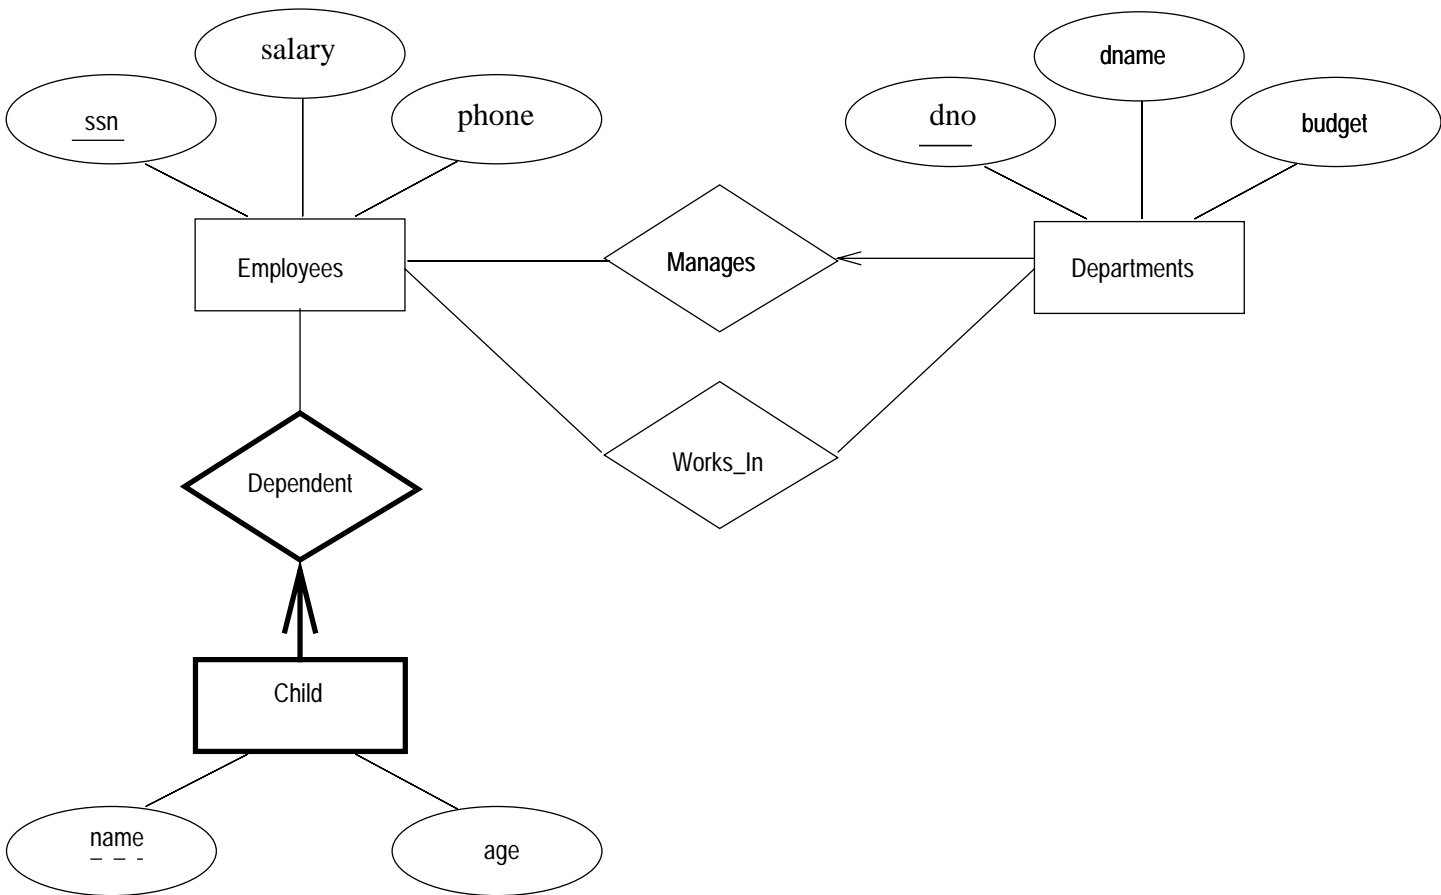 salary
dname
ssn
phone
dno
budget
Employees
Manages
Departments
Works_In
Dependent
Child
name
age